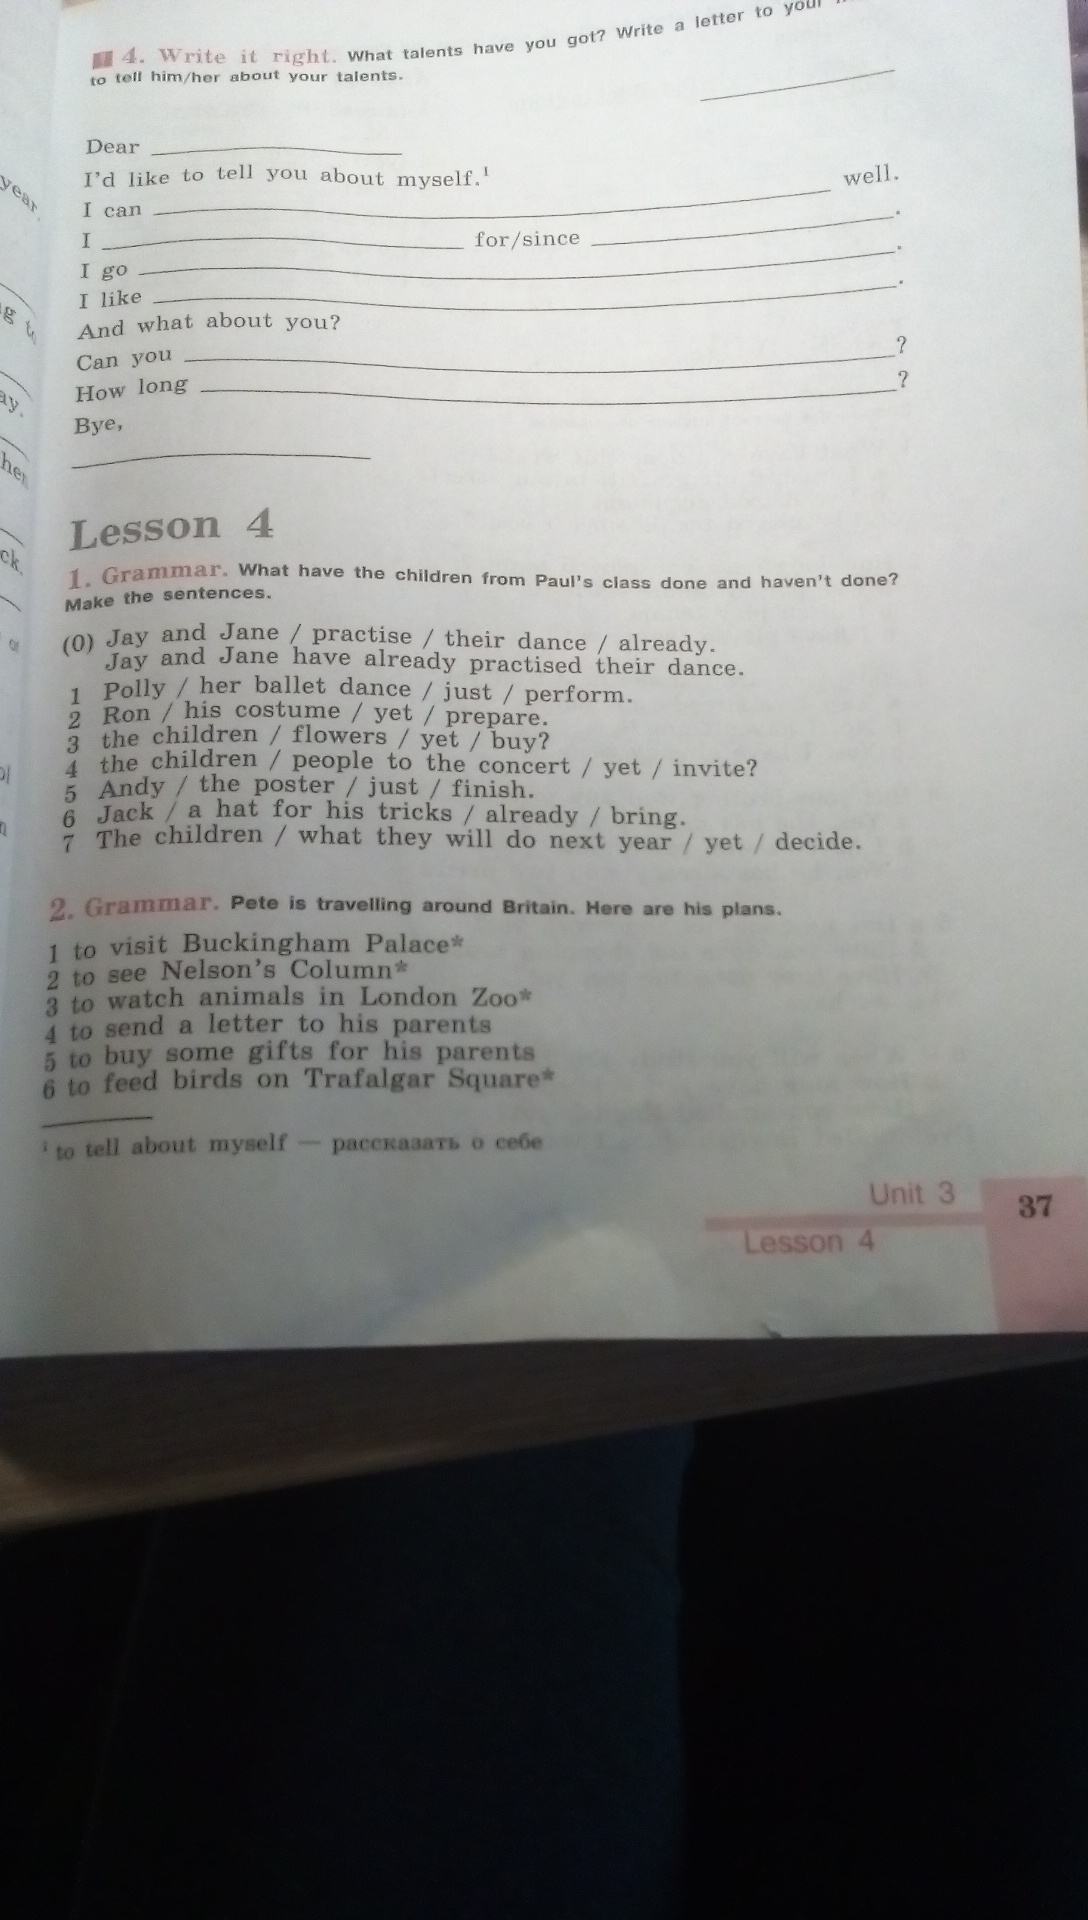 4. Write it right. What talents have you got? Write a letter to your
to tell him/her about your talents.
Dear
I'd like to tell you about myself.¹
I can well.
I for/since .
I go .
I like .
And what about you?
Can you ?
How long ?
Bye,
Lesson 4
1. Grammar. What have the children from Paul's class done and haven't done?
Make the sentences.
(0) Jay and Jane / practise / their dance / already.
Jay and Jane have already practised their dance.
1 Polly / her ballet dance / just / perform.
2 Ron / his costume / yet / prepare.
3 the children / flowers / yet / buy?
4 the children / people to the concert / yet / invite?
5 Andy / the poster / just / finish.
6 Jack / a hat for his tricks / already / bring.
7 The children / what they will do next year / yet / decide.
2. Grammar. Pete is travelling around Britain. Here are his plans.
1 to visit Buckingham Palace*
2 to see Nelson's Column*
3 to watch animals in London Zoo*
4 to send a letter to his parents
5 to buy some gifts for his parents
6 to feed birds on Trafalgar Square*
¹ to tell about myself — рассказать о себе
Unit 3
37
Lesson 4
year.
ay.
ck.